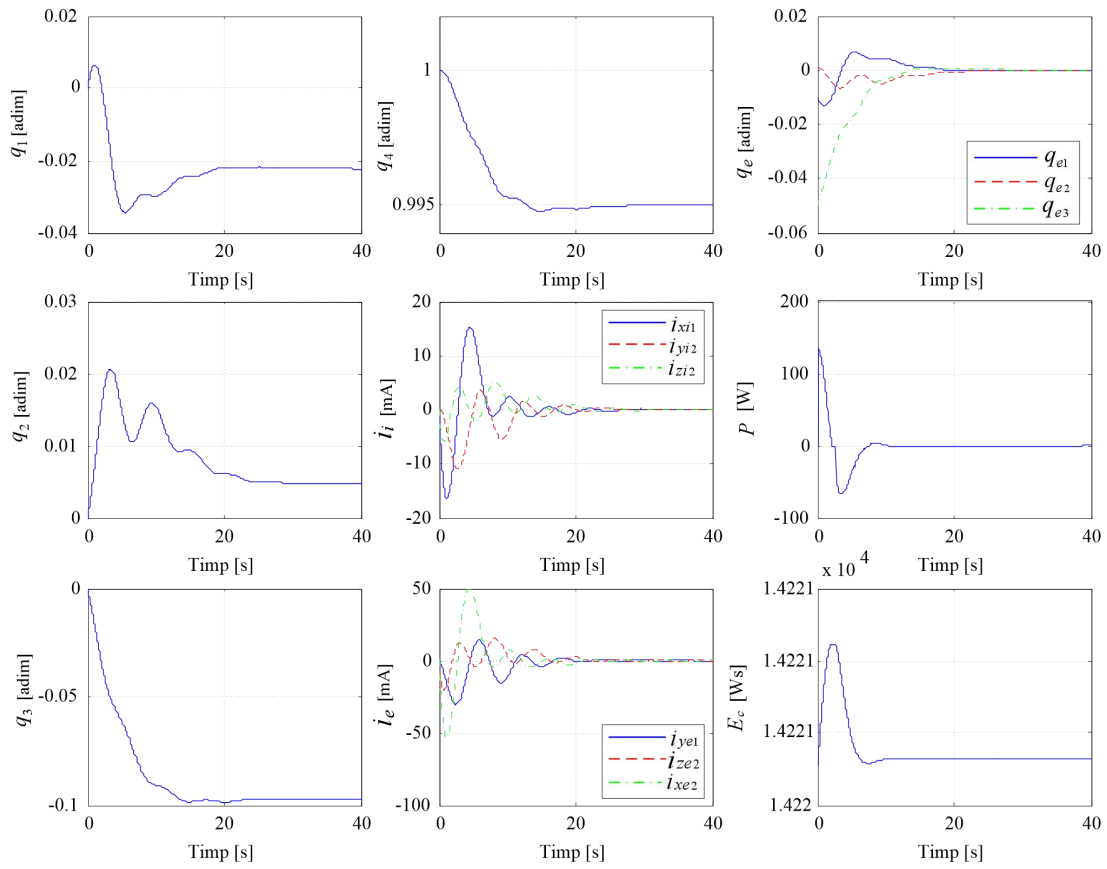 0.02
0
-0.02
-0.04
q1 [adim]
0 20 40
Timp [s]
1
0.995
q4 [adim]
0 20 40
Timp [s]
0.02
0
-0.02
-0.04
-0.06
qe [adim]
qe1
qe2
qe3
0 10 20 30 40
Timp [s]
0.03
0.02
0.01
0
q2 [adim]
0 20 40
Timp [s]
20
10
0
-10
-20
ii [mA]
ixi1
iyi2
izi2
0 20 40
Timp [s]
200
100
0
-100
P [W]
0 10 20 30 40
Timp [s]
0
-0.05
-0.1
q3 [adim]
0 20 40
Timp [s]
50
0
-50
-100
ie [mA]
iye1
ize2
ixe2
0 20 40
Timp [s]
x 10^4
1.4221
1.4221
1.4221
1.422
Ec [Ws]
0 10 20 30 40
Timp [s]